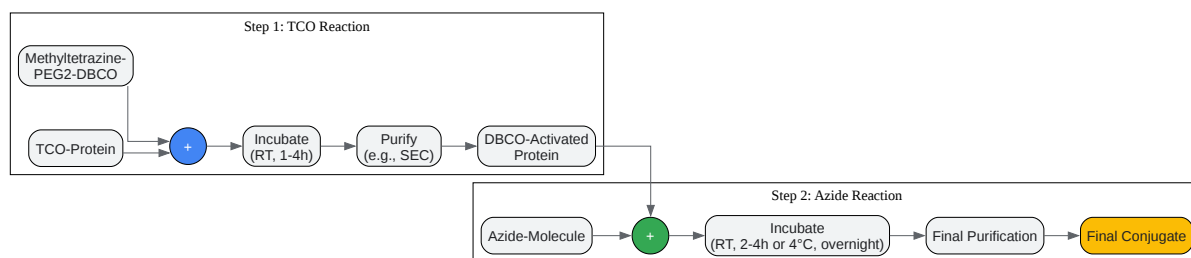 Step 1: TCO Reaction
Methyltetrazine-
PEG2-DBCO
TCO-Protein
+
Incubate
(RT, 1-4h)
Purify
(e.g., SEC)
DBCO-Activated
Protein
Step 2: Azide Reaction
Azide-Molecule
+
Incubate
(RT, 2-4h or 4°C, overnight)
Final Purification
Final Conjugate